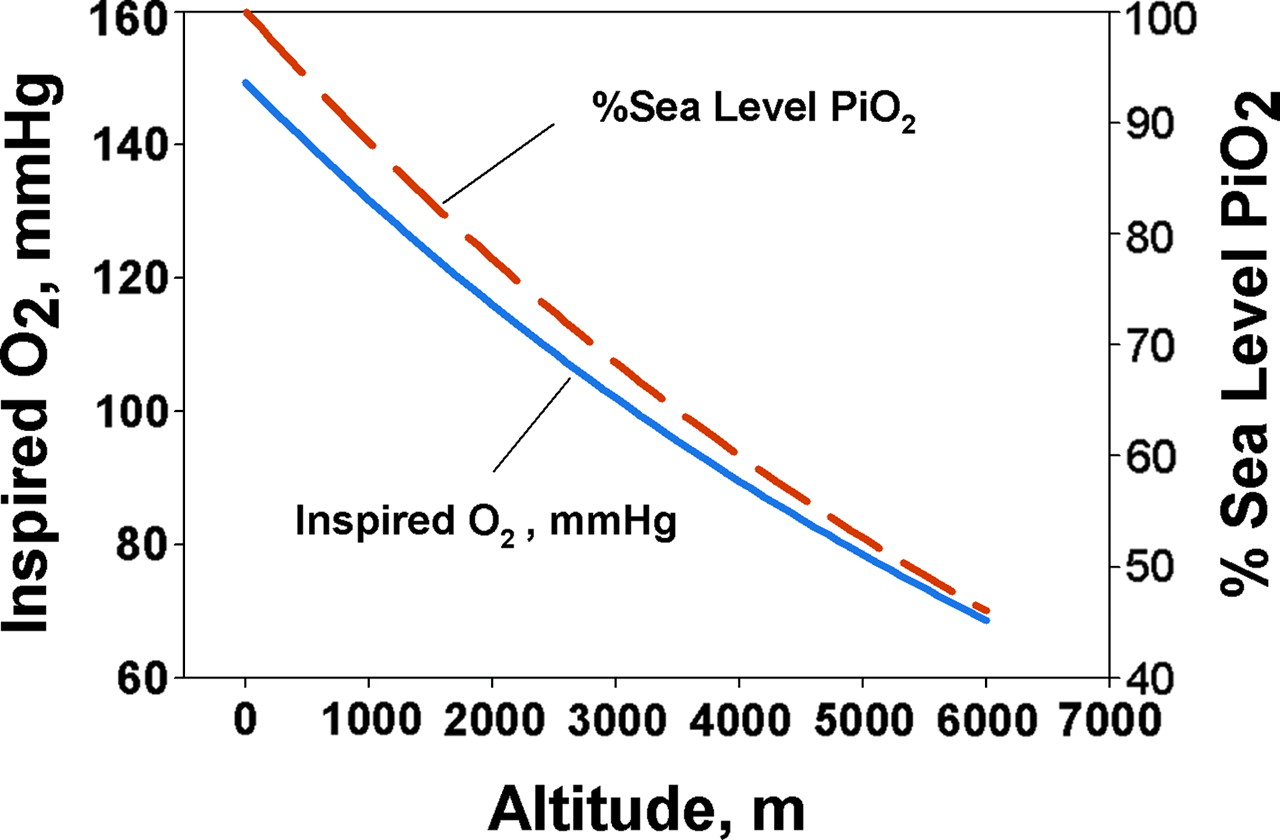 160
140
120
100
80
60
Inspired O2, mmHg
%Sea Level PiO2
Inspired O2 , mmHg
100
90
80
70
60
50
40
% Sea Level PiO2
0 1000 2000 3000 4000 5000 6000 7000
Altitude, m